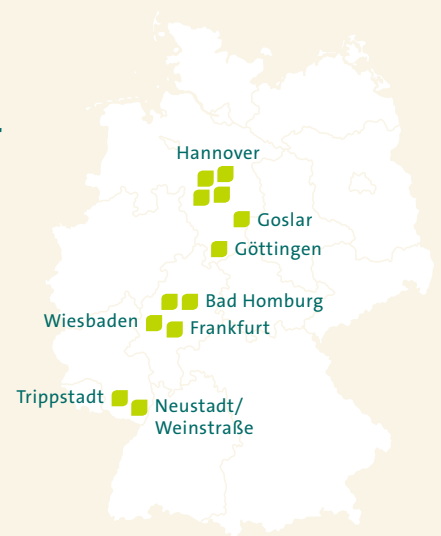 Hannover
Goslar
Göttingen
Bad Homburg
Wiesbaden
Frankfurt
Trippstadt
Neustadt/
Weinstraße